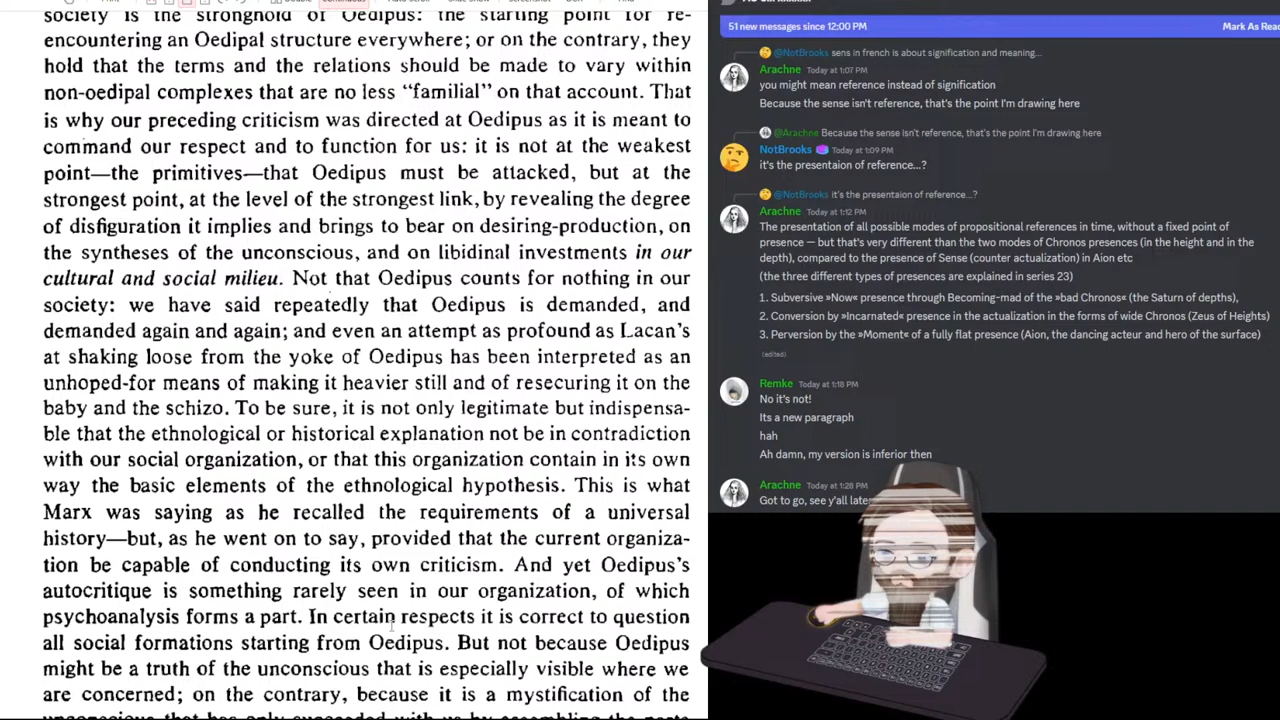 society is the stronghold of Oedipus: the starting point for re-
encountering an Oedipal structure everywhere; or on the contrary, they
hold that the terms and the relations should be made to vary within
non-oedipal complexes that are no less “familial” on that account. That
is why our preceding criticism was directed at Oedipus as it is meant to
command our respect and to function for us: it is not at the weakest
point—the primitives—that Oedipus must be attacked, but at the
strongest point, at the level of the strongest link, by revealing the degree
of disfiguration it implies and brings to bear on desiring-production, on
the syntheses of the unconscious, and on libidinal investments in our
cultural and social milieu. Not that Oedipus counts for nothing in our
society: we have said repeatedly that Oedipus is demanded, and
demanded again and again; and even an attempt as profound as Lacan's
at shaking loose from the yoke of Oedipus has been interpreted as an
unhoped-for means of making it heavier still and of resecuring it on the
baby and the schizo. To be sure, it is not only legitimate but indispensa-
ble that the ethnological or historical explanation not be in contradiction
with our social organization, or that this organization contain in its own
way the basic elements of the ethnological hypothesis. This is what
Marx was saying as he recalled the requirements of a universal
history—but, as he went on to say, provided that the current organiza-
tion be capable of conducting its own criticism. And yet Oedipus's
autocritique is something rarely seen in our organization, of which
psychoanalysis forms a part. In certain respects it is correct to question
all social formations starting from Oedipus. But not because Oedipus
might be a truth of the unconscious that is especially visible where we
are concerned; on the contrary, because it is a mystification of the
unconscious that has only succeeded with us by assembling the parts
51 new messages since 12:00 PM Mark As Read
@NotBrooks sens in french is about signification and meaning...
Arachne Today at 1:07 PM
you might mean reference instead of signification
Because the sense isn't reference, that's the point I'm drawing here
@Arachne Because the sense isn't reference, that's the point I'm drawing here
NotBrooks Today at 1:09 PM
it's the presentaion of reference...?
@NotBrooks it's the presentaion of reference...?
Arachne Today at 1:12 PM
The presentation of all possible modes of propositional references in time, without a fixed point of
presence — but that's very different than the two modes of Chronos presences (in the height and in the
depth), compared to the presence of Sense (counter actualization) in Aion etc
(the three different types of presences are explained in series 23)
1. Subversive »Now« presence through Becoming-mad of the »bad Chronos« (the Saturn of depths),
2. Conversion by »Incarnated« presence in the actualization in the forms of wide Chronos (Zeus of Heights)
3. Perversion by the »Moment« of a fully flat presence (Aion, the dancing acteur and hero of the surface)
(edited)
Remke Today at 1:18 PM
No it's not!
Its a new paragraph
hah
Ah damn, my version is inferior then
Arachne Today at 1:28 PM
Got to go, see y'all later